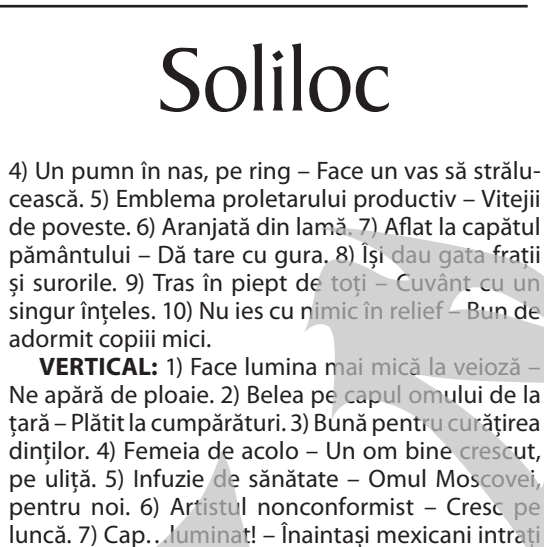 Soliloc
4) Un pumn în nas, pe ring – Face un vas să strălu-
cească. 5) Emblema proletarului productiv – Vitejii
de poveste. 6) Aranjată din lamă. 7) Aflat la capătul
pământului – Dă tare cu gura. 8) Își dau gata frații
și surorile. 9) Tras în piept de toți – Cuvânt cu un
singur înțeles. 10) Nu ies cu nimic în relief – Bun de
adormit copiii mici.
VERTICAL: 1) Face lumina mai mică la veioză –
Ne apără de ploaie. 2) Belea pe capul omului de la
țară – Plătit la cumpărături. 3) Bună pentru curățirea
dinților. 4) Femeia de acolo – Un om bine crescut,
pe uliță. 5) Infuzie de sănătate – Omul Moscovei,
pentru noi. 6) Artistul nonconformist – Cresc pe
luncă. 7) Cap…luminat! – Înaintași mexicani intrați